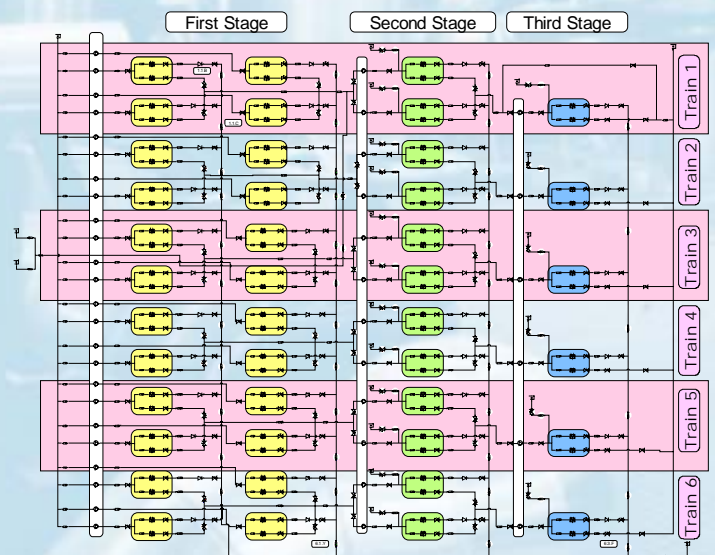 First Stage
Second Stage
Third Stage
Train 1
Train 2
Train 3
Train 4
Train 5
Train 6